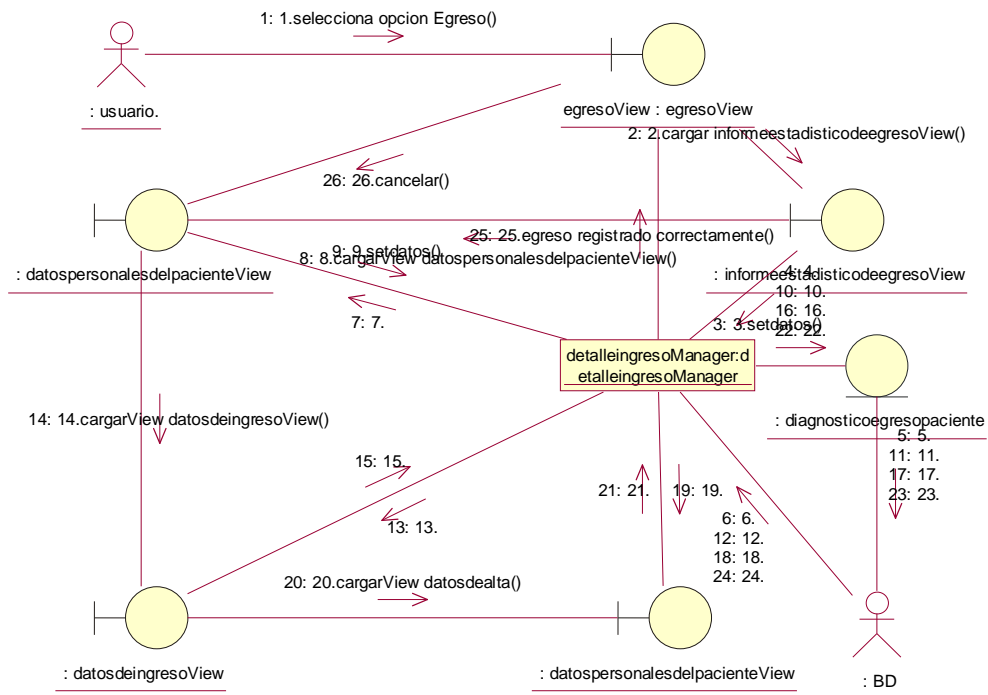 1: 1.selecciona opcion Egreso()
: usuario.
egresoView : egresoView
2: 2.cargar informeestadisticodeegresoView()
26: 26.cancelar()
25: 25.egreso registrado correctamente()
9: 9.setdatos()
8: 8.cargarView datospersonalesdelpacienteView()
: datospersonalesdelpacienteView
: informeestadisticodeegresoView
4: 4.
10: 10.
16: 16.
22: 22.
7: 7.
3: 3.setdatos()
detalleingresoManager:d
etalleingresoManager
: diagnosticoegresopaciente
5: 5.
11: 11.
17: 17.
23: 23.
14: 14.cargarView datosdeingresoView()
15: 15.
13: 13.
21: 21.
19: 19.
6: 6.
12: 12.
18: 18.
24: 24.
20: 20.cargarView datosdealta()
: datosdeingresoView
: datospersonalesdelpacienteView
: BD